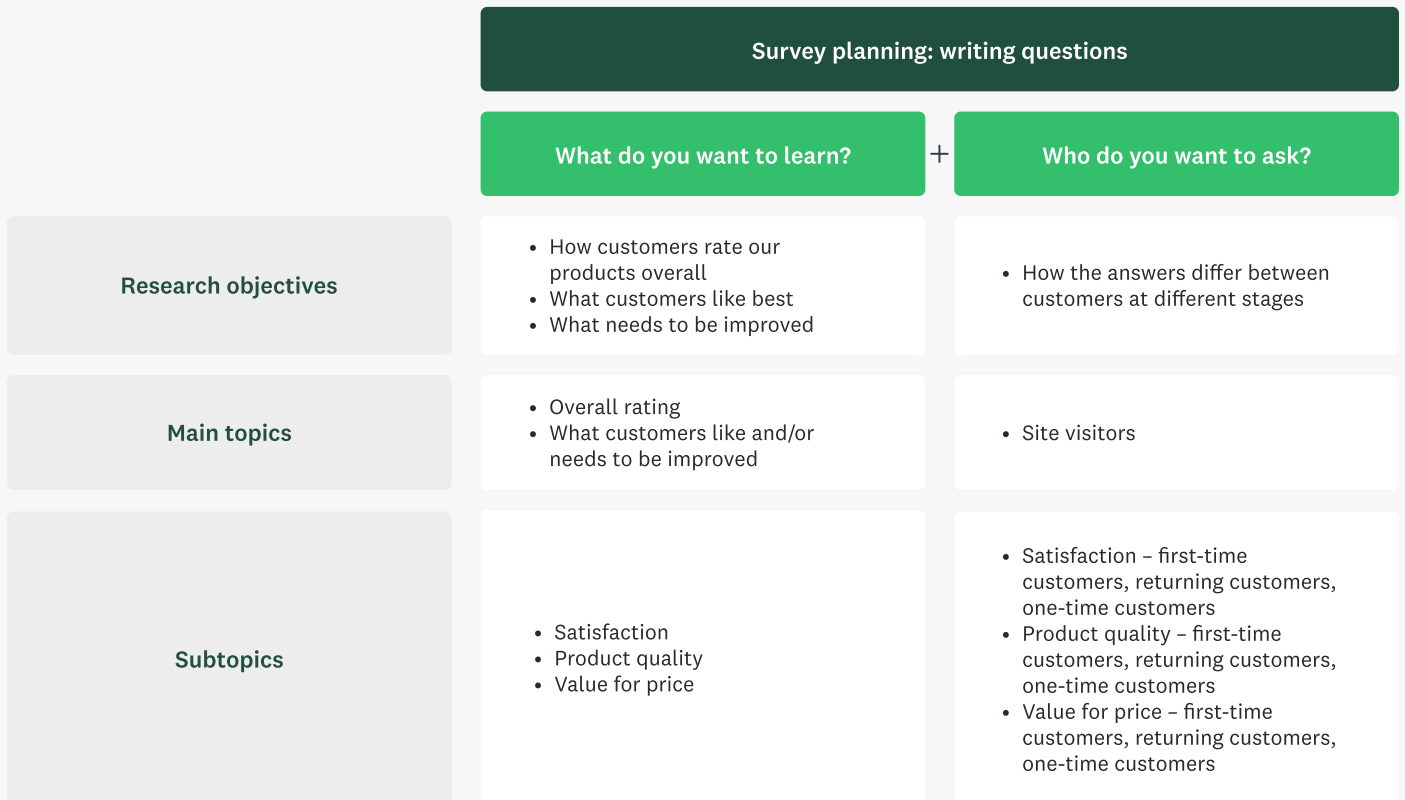 Survey planning: writing questions
What do you want to learn?
+
Who do you want to ask?
Research objectives
• How customers rate our
products overall
• What customers like best
• What needs to be improved
• How the answers differ between
customers at different stages
Main topics
• Overall rating
• What customers like and/or
needs to be improved
• Site visitors
Subtopics
• Satisfaction
• Product quality
• Value for price
• Satisfaction – first-time
customers, returning customers,
one-time customers
• Product quality – first-time
customers, returning customers,
one-time customers
• Value for price – first-time
customers, returning customers,
one-time customers